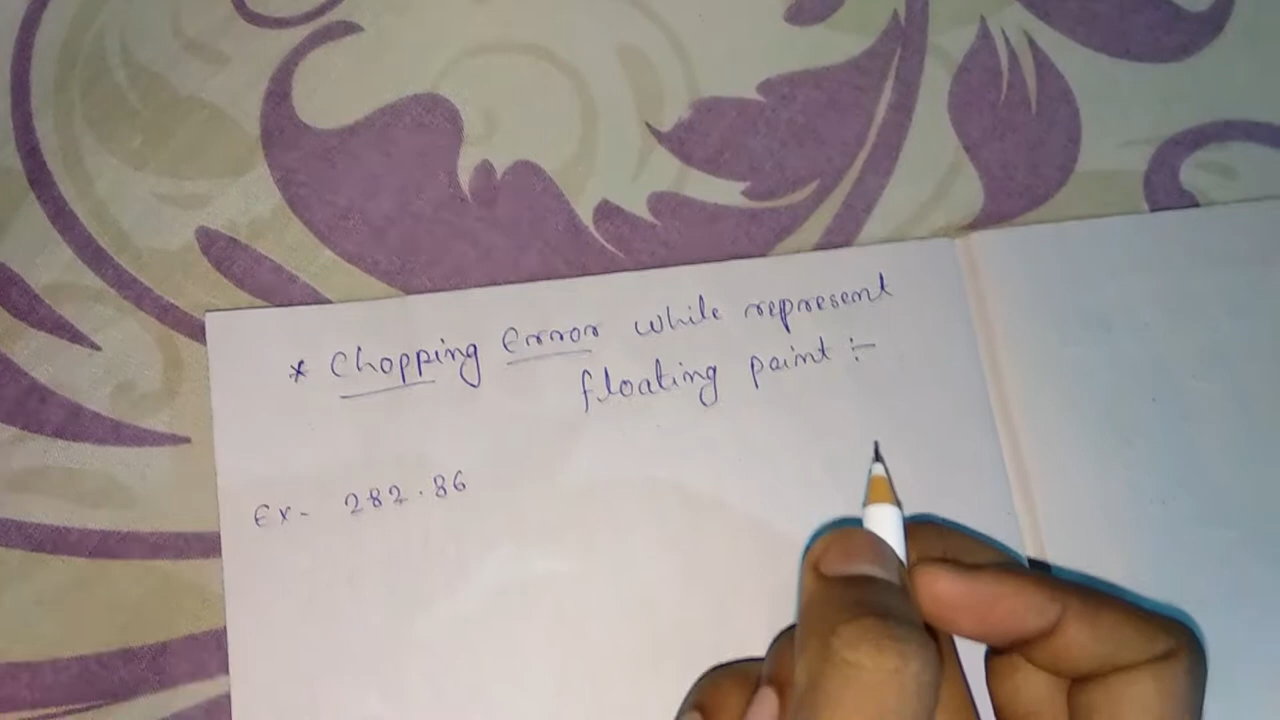 * Chopping Error while represent
floating point :-
Ex- 282.86